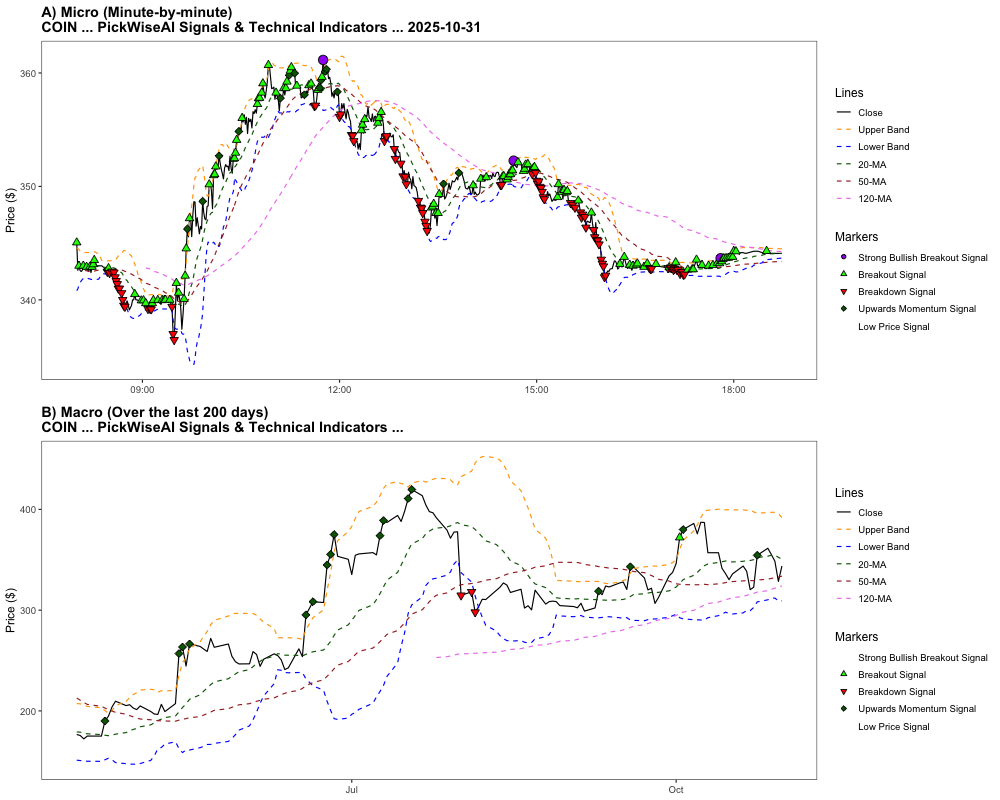 A) Micro (Minute-by-minute)
COIN ... PickWiseAI Signals & Technical Indicators ... 2025-10-31
Price ($)
360
350
340
09:00
12:00
15:00
18:00
Lines
Close
Upper Band
Lower Band
20-MA
50-MA
120-MA
Markers
Strong Bullish Breakout Signal
Breakout Signal
Breakdown Signal
Upwards Momentum Signal
Low Price Signal
B) Macro (Over the last 200 days)
COIN ... PickWiseAI Signals & Technical Indicators ...
Price ($)
400
300
200
Jul
Oct
Lines
Close
Upper Band
Lower Band
20-MA
50-MA
120-MA
Markers
Strong Bullish Breakout Signal
Breakout Signal
Breakdown Signal
Upwards Momentum Signal
Low Price Signal